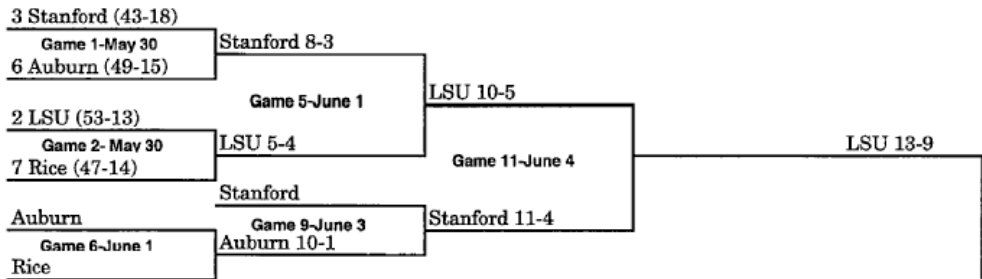 3 Stanford (43-18)
Game 1-May 30
Stanford 8-3
6 Auburn (49-15)
Game 5-June 1
LSU 10-5
2 LSU (53-13)
Game 2- May 30
LSU 5-4
7 Rice (47-14)
Game 11-June 4
LSU 13-9
Stanford
Auburn
Game 9-June 3
Stanford 11-4
Game 6-June 1
Auburn 10-1
Rice